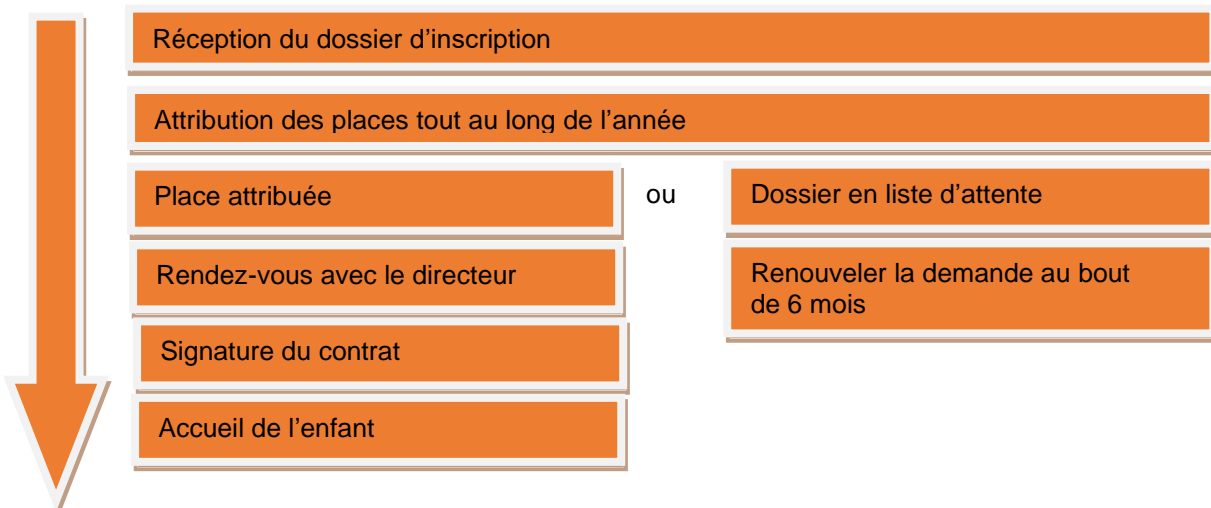 Réception du dossier d’inscription
Attribution des places tout au long de l’année
Place attribuée
ou
Dossier en liste d’attente
Rendez-vous avec le directeur
Renouveler la demande au bout
de 6 mois
Signature du contrat
Accueil de l’enfant